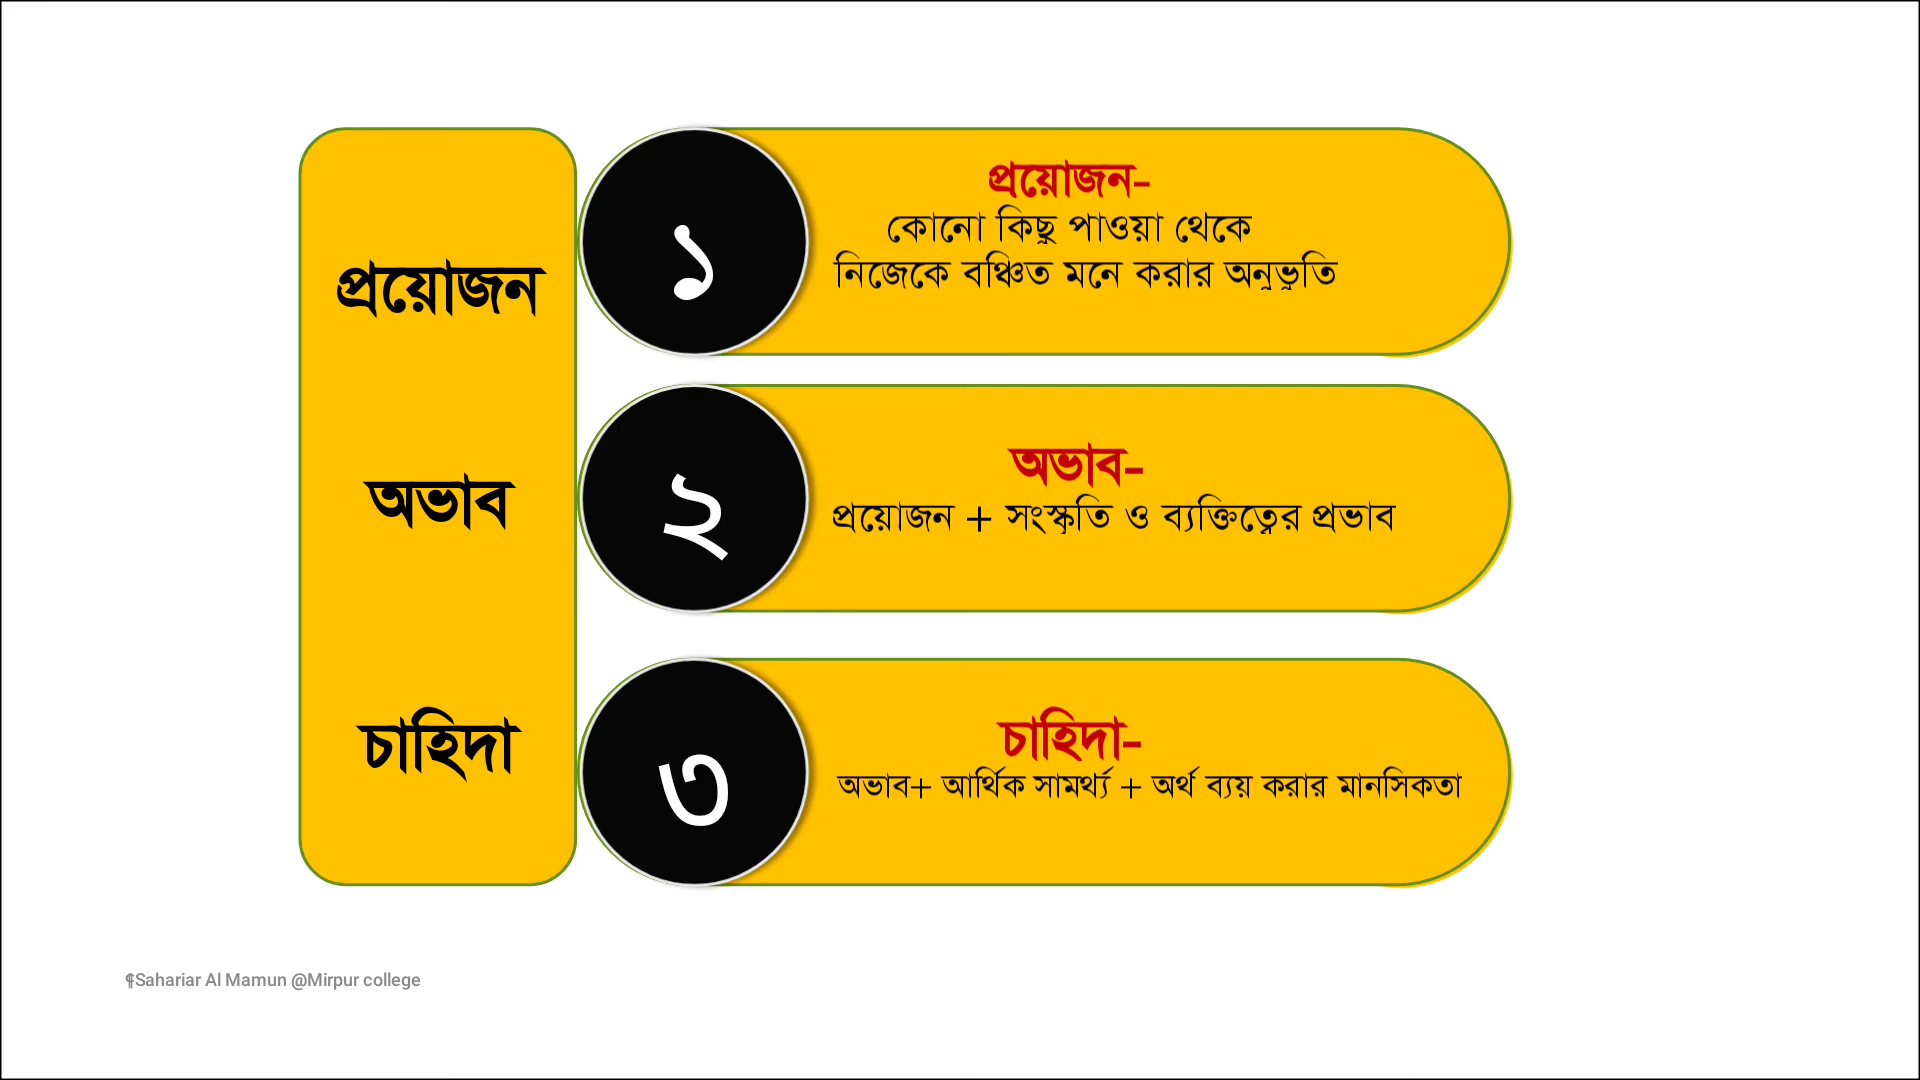 প্রয়োজন
অভাব
চাহিদা
১
প্রয়োজন-
কোনো কিছু পাওয়া থেকে
নিজেকে বঞ্চিত মনে করার অনুভূতি
২
অভাব-
প্রয়োজন + সংস্কৃতি ও ব্যক্তিত্বের প্রভাব
৩
চাহিদা-
অভাব+ আর্থিক সামর্থ্য + অর্থ ব্যয় করার মানসিকতা
Sahariar Al Mamun @Mirpur college